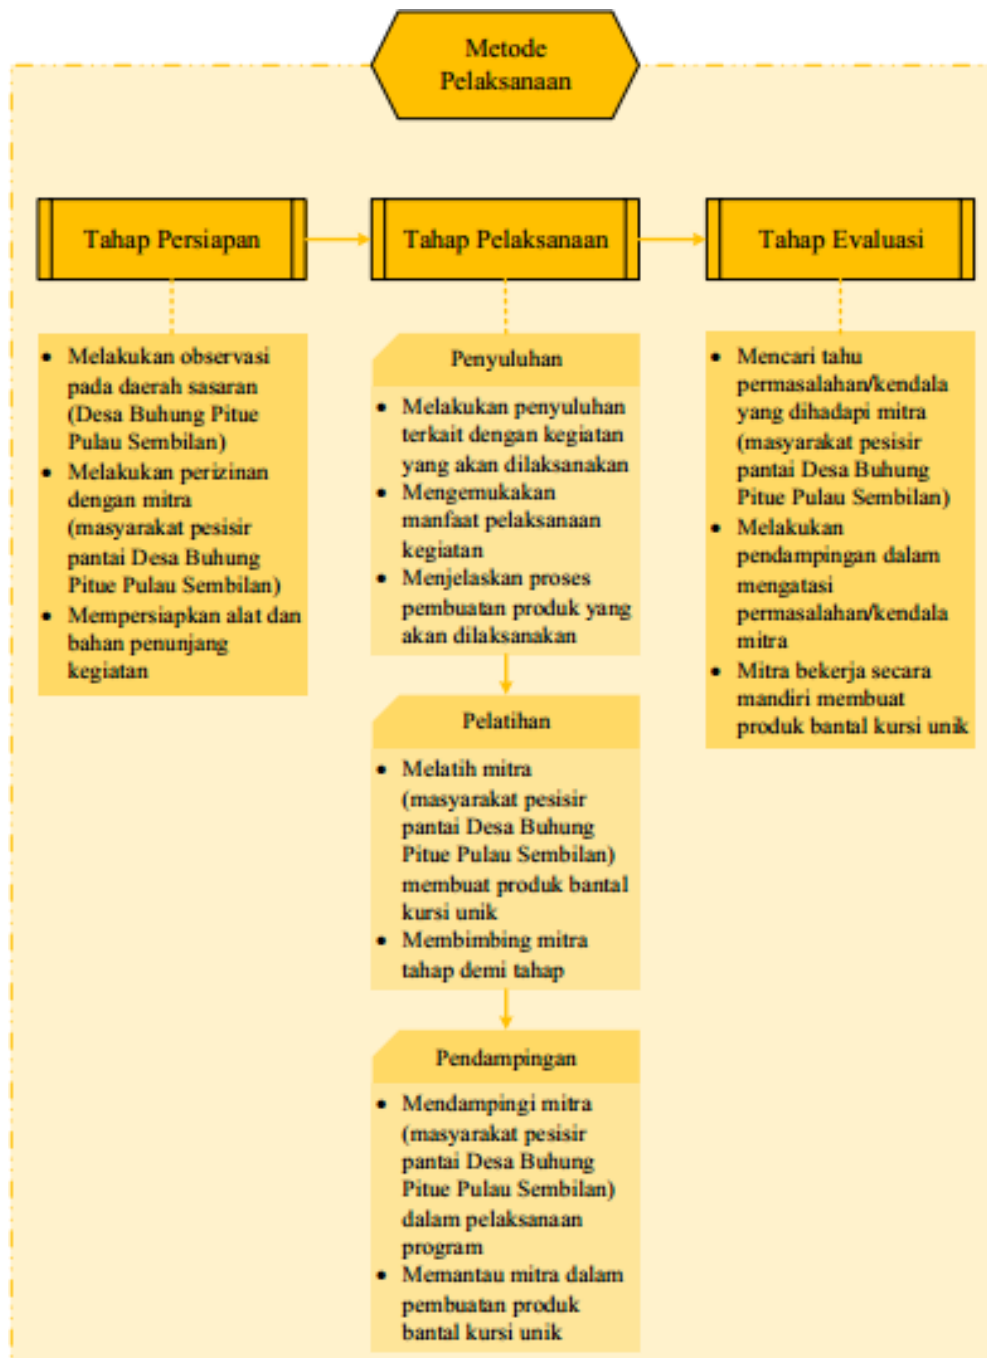 Metode
Pelaksanaan
Tahap Persiapan
• Melakukan observasi
pada daerah sasaran
(Desa Buhung Pitue
Pulau Sembilan)
• Melakukan perizinan
dengan mitra
(masyarakat pesisir
pantai Desa Buhung
Pitue Pulau Sembilan)
• Mempersiapkan alat dan
bahan penunjang
kegiatan
Tahap Pelaksanaan
Penyuluhan
• Melakukan penyuluhan
terkait dengan kegiatan
yang akan dilaksanakan
• Mengemukakan
manfaat pelaksanaan
kegiatan
• Menjelaskan proses
pembuatan produk yang
akan dilaksanakan
Pelatihan
• Melatih mitra
(masyarakat pesisir
pantai Desa Buhung
Pitue Pulau Sembilan)
membuat produk bantal
kursi unik
• Membimbing mitra
tahap demi tahap
Pendampingan
• Mendampingi mitra
(masyarakat pesisir
pantai Desa Buhung
Pitue Pulau Sembilan)
dalam pelaksanaan
program
• Memantau mitra dalam
pembuatan produk
bantal kursi unik
Tahap Evaluasi
• Mencari tahu
permasalahan/kendala
yang dihadapi mitra
(masyarakat pesisir
pantai Desa Buhung
Pitue Pulau Sembilan)
• Melakukan
pendampingan dalam
mengatasi
permasalahan/kendala
mitra
• Mitra bekerja secara
mandiri membuat
produk bantal kursi unik